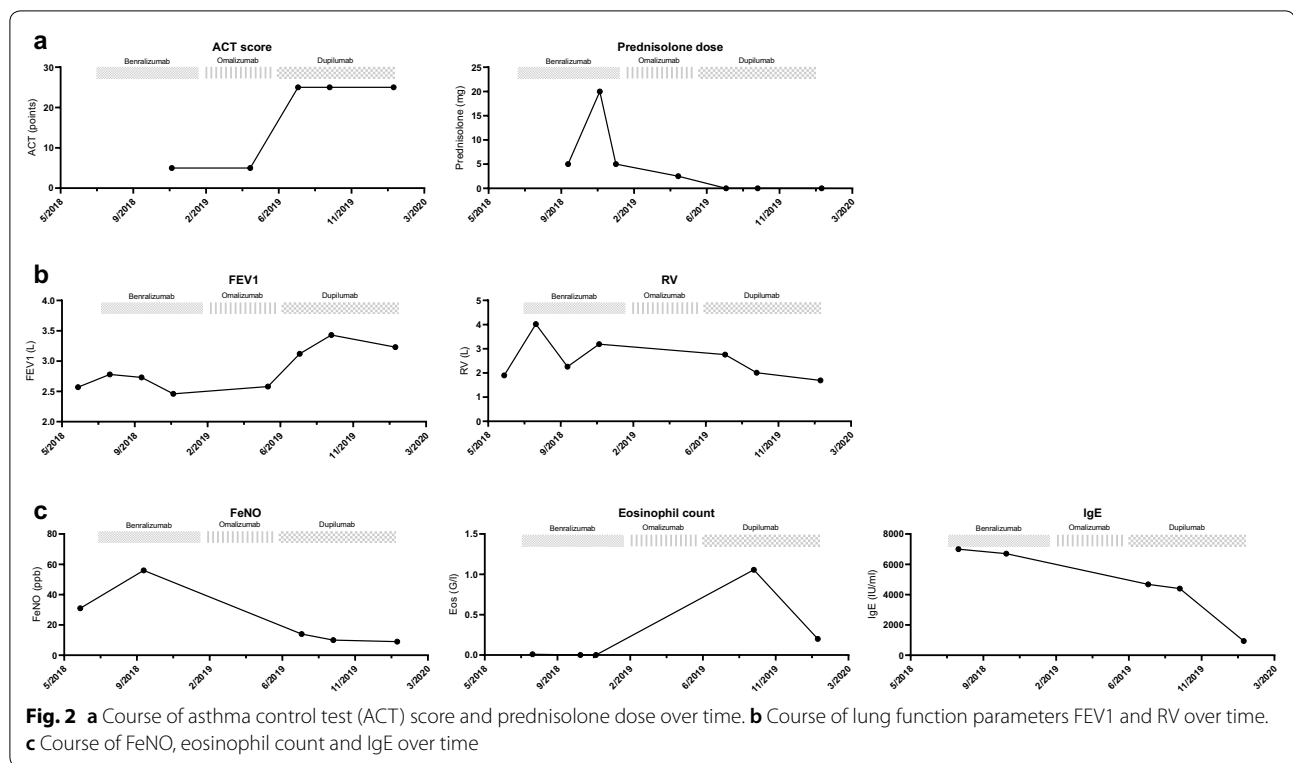 a
ACT score
Benralizumab Omalizumab Dupilumab
30
20
10
0
ACT (points)
5/2018 9/2018 2/2019 6/2019 11/2019 3/2020
Prednisolone dose
Benralizumab Omalizumab Dupilumab
25
20
15
10
5
0
Prednisolone (mg)
5/2018 9/2018 2/2019 6/2019 11/2019 3/2020
b
FEV1
Benralizumab Omalizumab Dupilumab
4.0
3.5
3.0
2.5
2.0
FEV1 (L)
5/2018 9/2018 2/2019 6/2019 11/2019 3/2020
RV
Benralizumab Omalizumab Dupilumab
5
4
3
2
1
0
RV (L)
5/2018 9/2018 2/2019 6/2019 11/2019 3/2020
c
FeNO
Benralizumab Omalizumab Dupilumab
80
60
40
20
0
FeNO (ppb)
5/2018 9/2018 2/2019 6/2019 11/2019 3/2020
Eosinophil count
Benralizumab Omalizumab Dupilumab
1.5
1.0
0.5
0.0
Eos (G/l)
5/2018 9/2018 2/2019 6/2019 11/2019 3/2020
IgE
Benralizumab Omalizumab Dupilumab
8000
6000
4000
2000
0
IgE (IU/ml)
5/2018 9/2018 2/2019 6/2019 11/2019 3/2020
Fig. 2 a Course of asthma control test (ACT) score and prednisolone dose over time. b Course of lung function parameters FEV1 and RV over time.
c Course of FeNO, eosinophil count and IgE over time